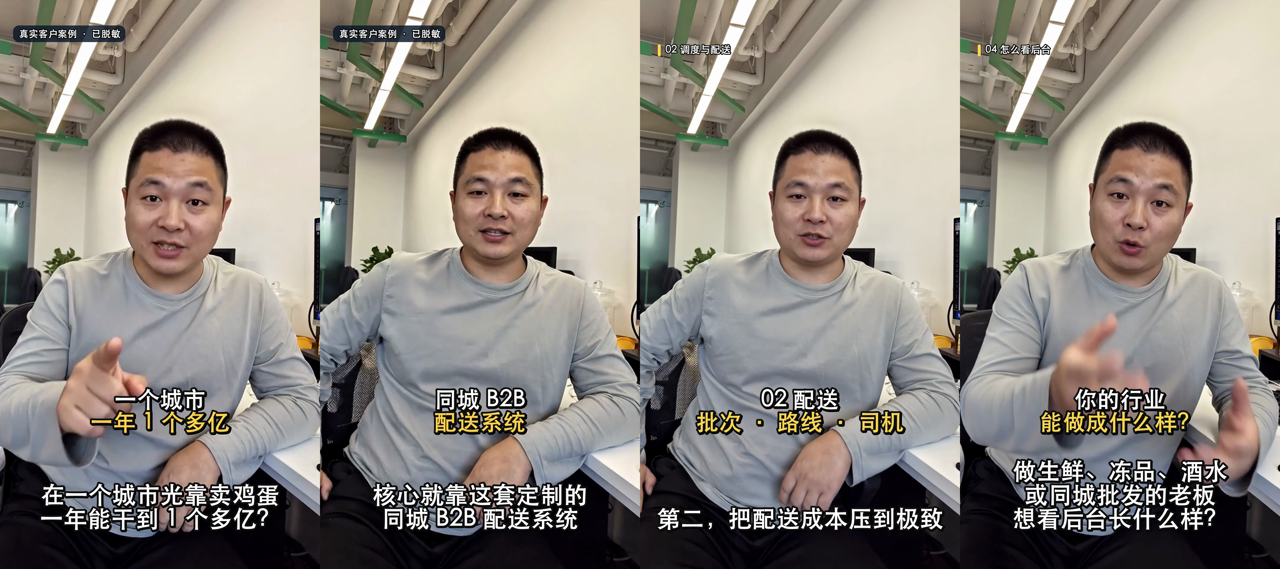 真实客户案例 · 已脱敏
一个城市
一年 1 个多亿
在一个城市光靠卖鸡蛋
一年能干到 1 个多亿？
真实客户案例 · 已脱敏
同城 B2B
配送系统
核心就靠这套定制的
同城 B2B 配送系统
02 调度与配送
02 配送
批次 · 路线 · 司机
第二，把配送成本压到极致
04 怎么看后台
你的行业
能做成什么样？
做生鲜、冻品、酒水
或同城批发的老板
想看后台长什么样？